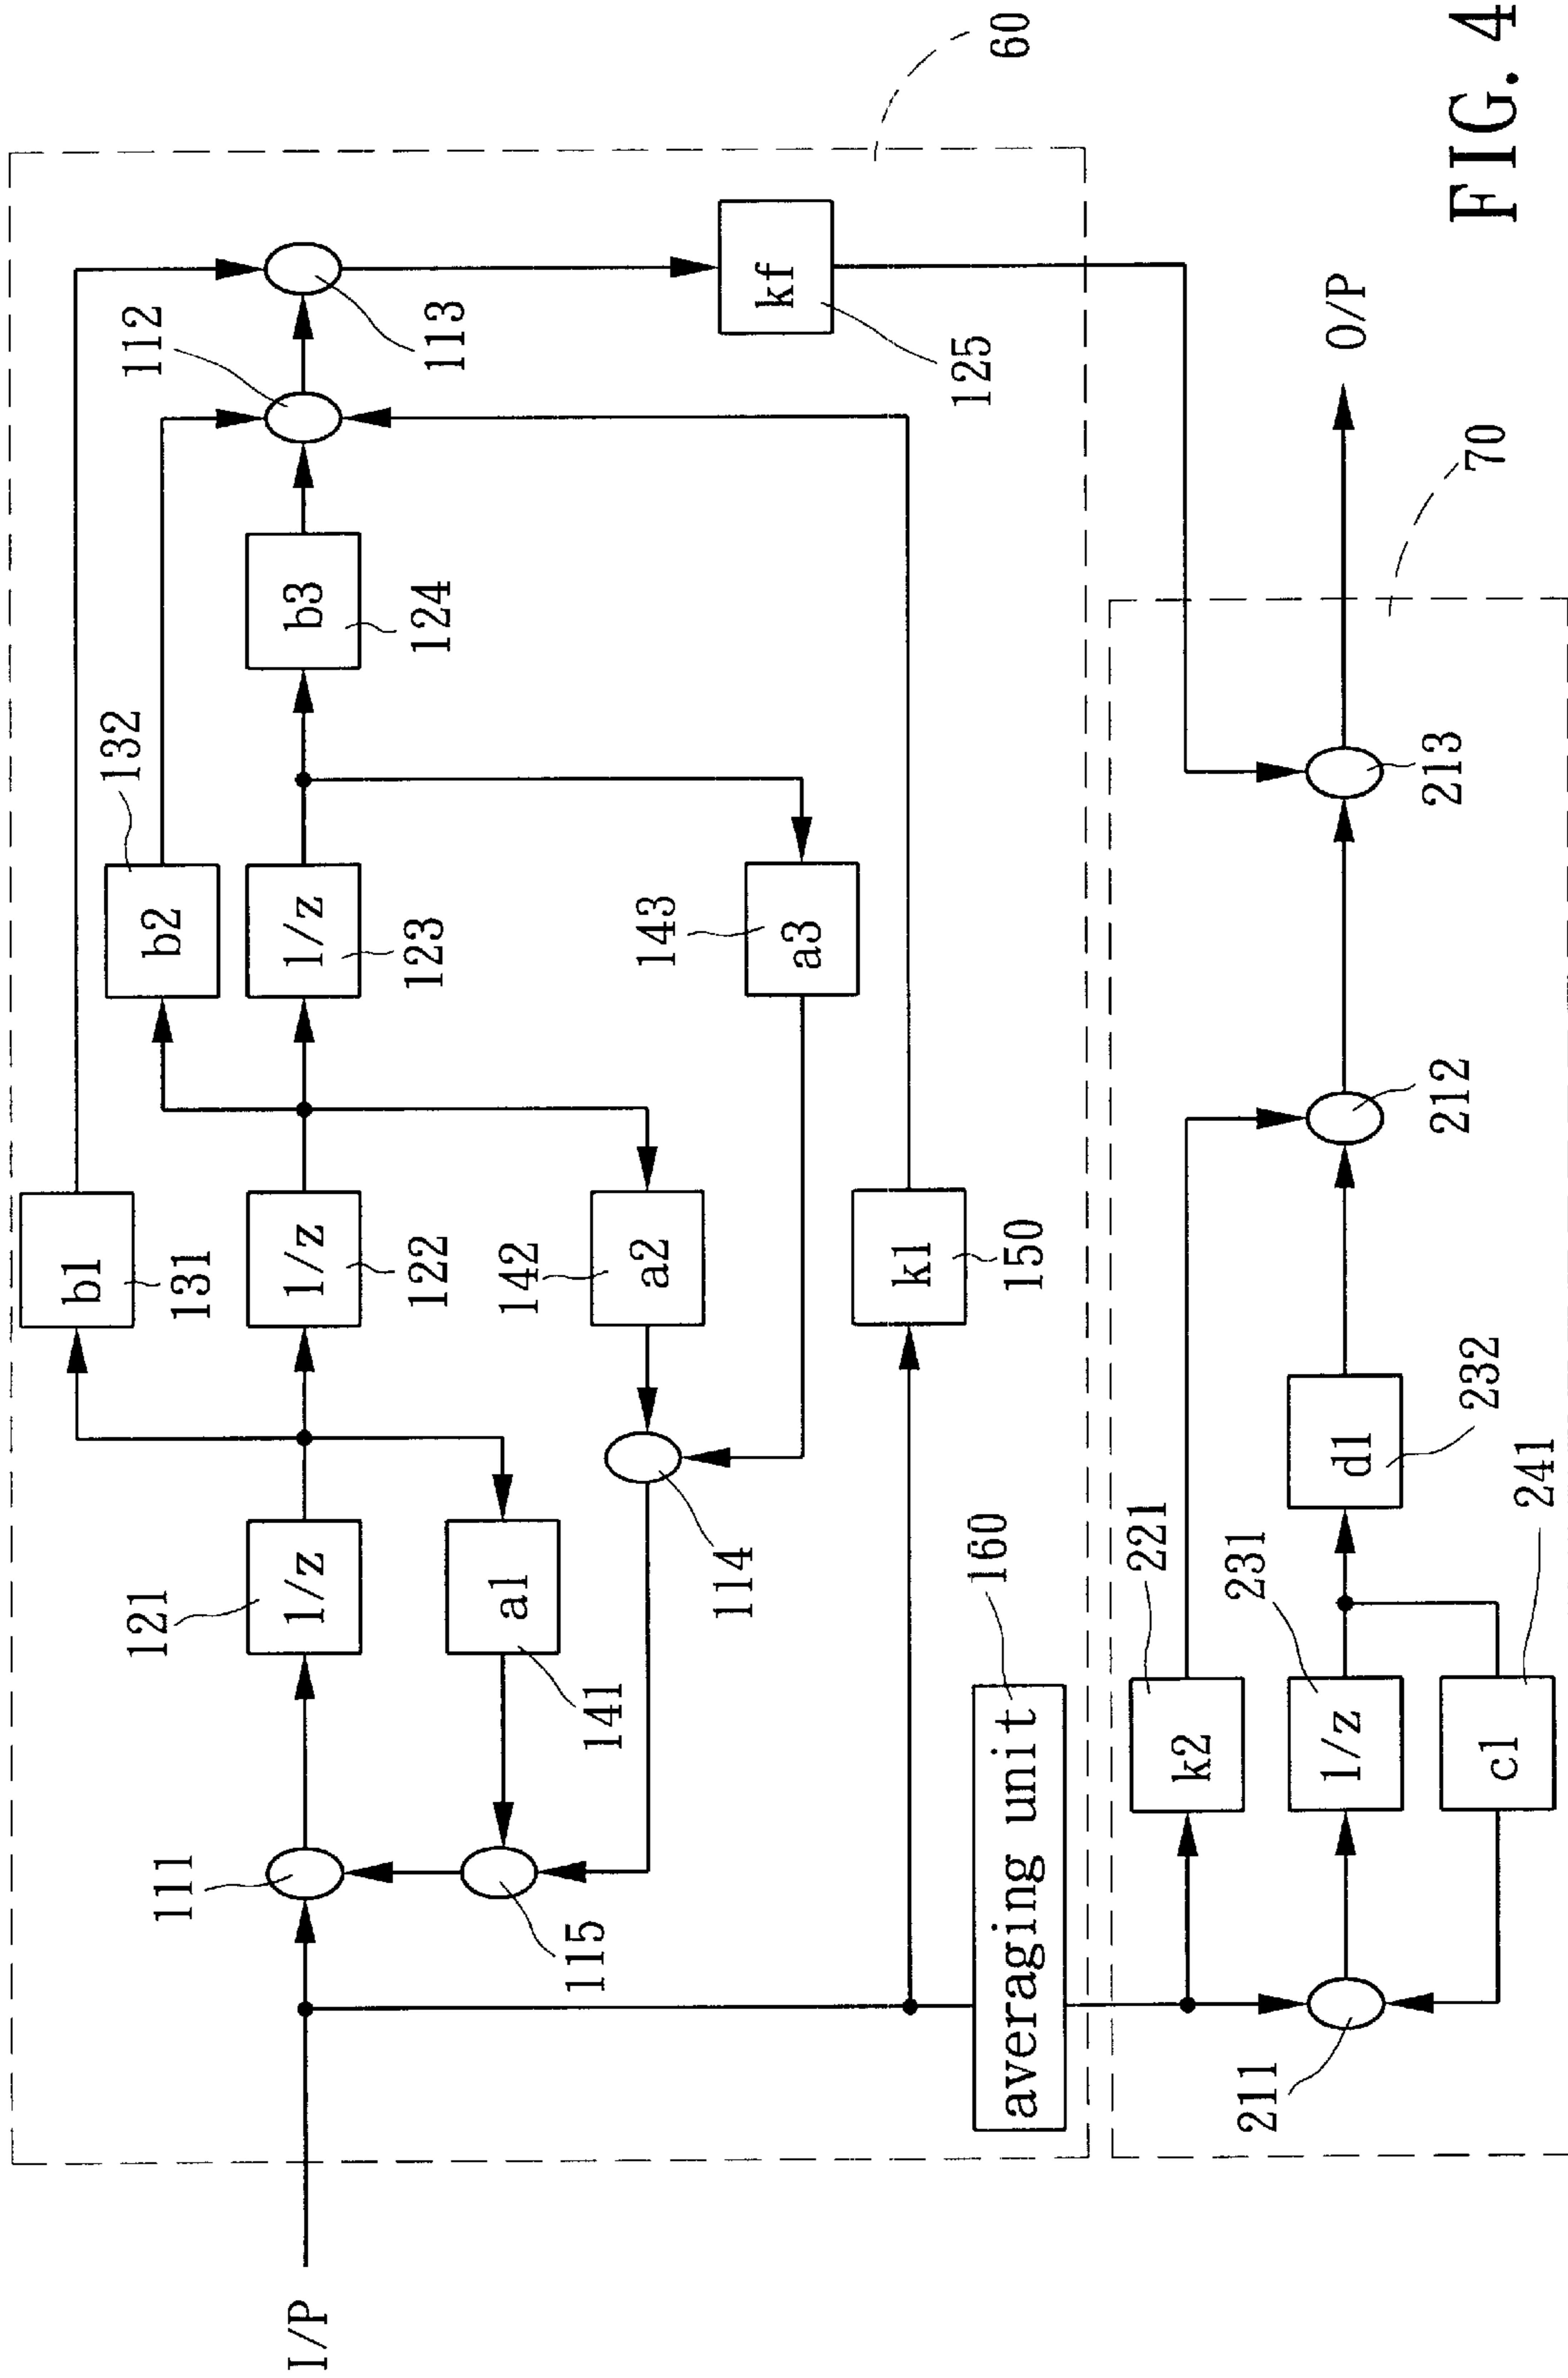 60
112
113
132
b1
b2
131
I/P
111
121
1/z
122
1/z
123
1/z
b3
124
kf
125
a1
141
115
142
a2
114
143
a3
k1
150
averaging unit
160
70
k2
221
211
231
1/z
d1
232
c1
241
212
213
O/P
FIG. 4